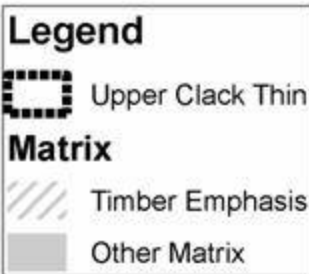 Legend
Upper Clack Thin
Matrix
Timber Emphasis
Other Matrix